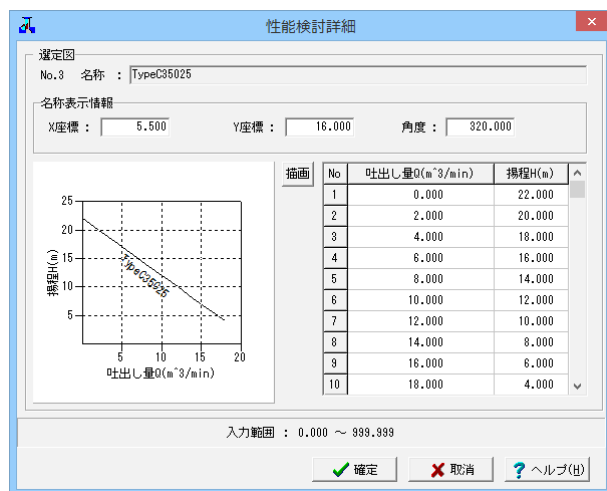 性能検討詳細
選定図
No.3 名称 : TypeC35025
名称表示情報
X座標: 5.500 Y座標: 16.000 角度: 320.000
描画
No 吐出し量Q(m^3/min) 揚程H(m)
1 0.000 22.000
2 2.000 20.000
3 4.000 18.000
4 6.000 16.000
5 8.000 14.000
6 10.000 12.000
7 12.000 10.000
8 14.000 8.000
9 16.000 6.000
10 18.000 4.000
揚程H(m)
25
20
15
10
5
TypeC35025
5 10 15 20
吐出し量Q(m^3/min)
入力範囲 : 0.000 ~ 999.999
確定 取消 ヘルプ(H)